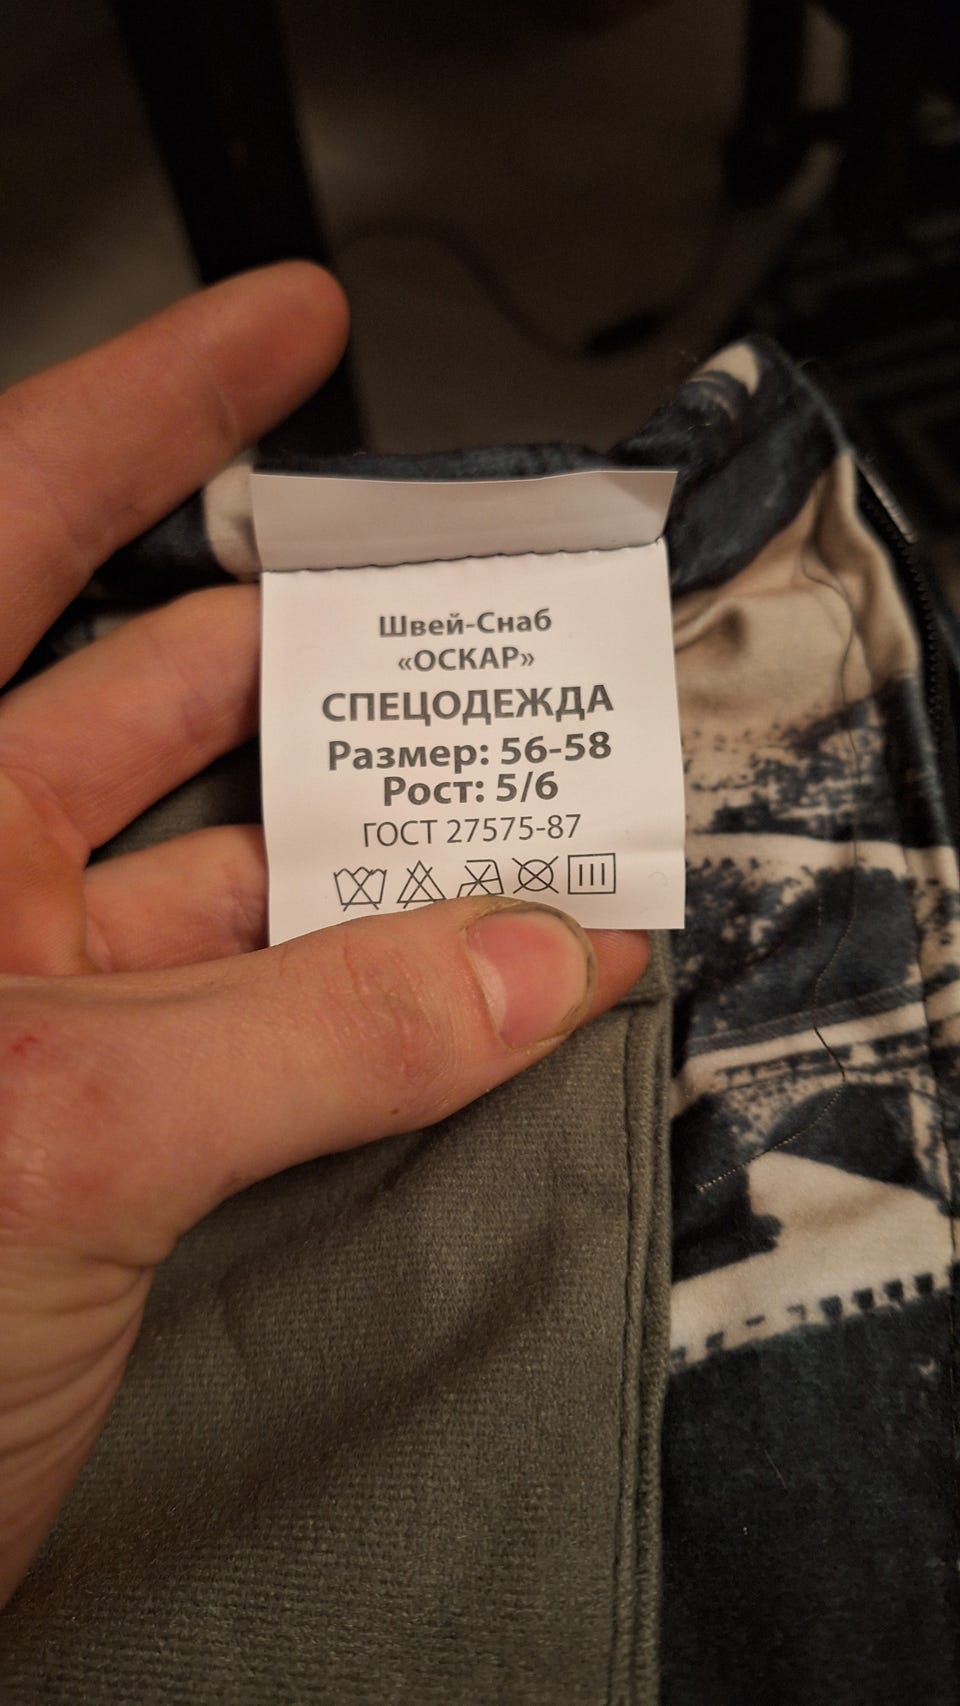 Швей-Снаб
«ОСКАР»
СПЕЦОДЕЖДА
Размер: 56-58
Рост: 5/6
ГОСТ 27575-87